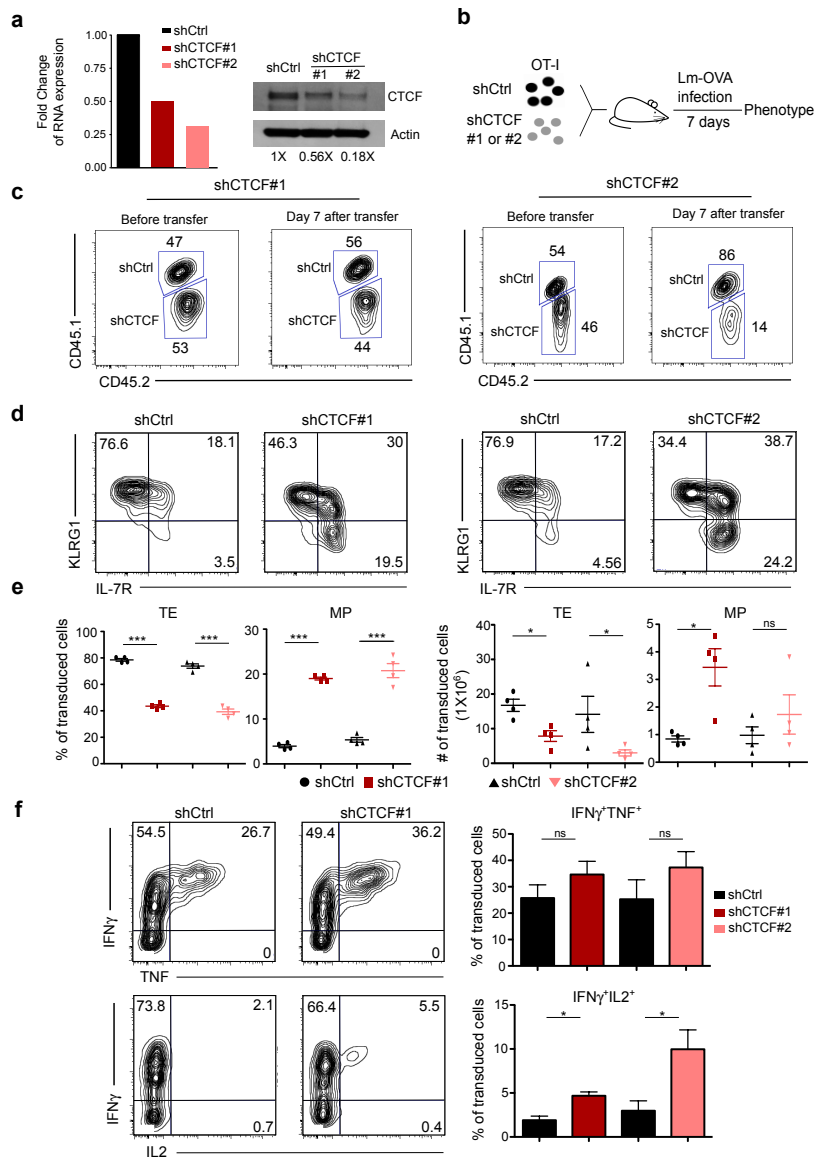 a
Fold Change
of RNA expression
1.00
0.75
0.50
0.25
0.00
shCtrl
shCTCF#1
shCTCF#2
shCtrl
shCTCF
#1 #2
CTCF
Actin
1X 0.56X 0.18X
b
OT-I
shCtrl
shCTCF
#1 or #2
Lm-OVA
infection
7 days
Phenotype
c
shCTCF#1
Before transfer
Day 7 after transfer
47
shCtrl
shCTCF
53
56
44
CD45.1
CD45.2
shCTCF#2
Before transfer
Day 7 after transfer
54
shCtrl
shCTCF
46
86
14
CD45.1
CD45.2
d
shCtrl
shCTCF#1
76.6 18.1
3.5
46.3 30
19.5
KLRG1
IL-7R
shCtrl
shCTCF#2
76.9 17.2
4.56
34.4 38.7
24.2
KLRG1
IL-7R
e
TE
% of transduced cells
100
80
60
40
20
0
*** ***
MP
30
20
10
0
*** ***
TE
# of transduced cells
(1X10⁶)
40
30
20
10
0
* *
MP
5
4
3
2
1
0
* ns
shCtrl shCTCF#1 shCtrl shCTCF#2
f
shCtrl
shCTCF#1
54.5 26.7
0
49.4 36.2
0
IFNγ
TNF
73.8 2.1
0.7
66.4 5.5
0.4
IFNγ
IL2
IFNγ⁺TNF⁺
% of transduced cells
50
40
30
20
10
0
ns ns
shCtrl
shCTCF#1
shCTCF#2
IFNγ⁺IL2⁺
% of transduced cells
15
10
5
0
* *